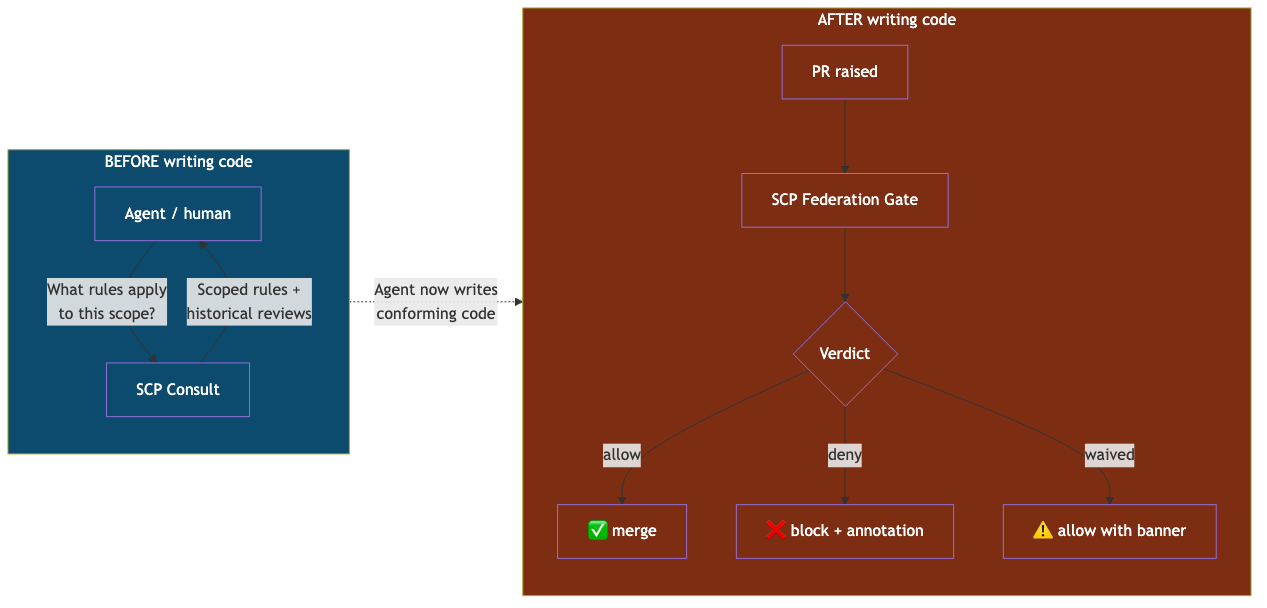 BEFORE writing code
Agent / human
What rules apply
to this scope?
Scoped rules +
historical reviews
SCP Consult
Agent now writes
conforming code
AFTER writing code
PR raised
SCP Federation Gate
Verdict
allow
deny
waived
✅ merge
❌ block + annotation
⚠️ allow with banner